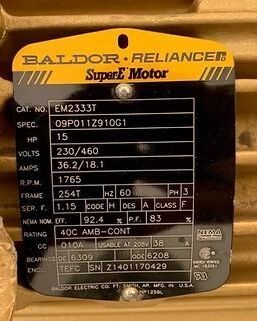 BALDOR · RELIANCE
Super-E Motor
CAT. NO. EM2333T
SPEC. 09P011Z910G1
HP 15
VOLTS 230/460
AMPS 36.2/18.1
R.P.M. 1765
FRAME 254T HZ 60 PH 3
SER. F. 1.15 CODE H DES A CLASS F
NEMA NOM. EFF. 92.4 % P.F. 83 %
RATING 40C AMB-CONT
CC 010A USABLE AT 208V 38 A
BEARINGS DE 6309 ODE 6208
ENCL TEFC SN Z1401170429
BALDOR ELECTRIC CO. FT. SMITH, AR. MFG. IN U.S.A.
NP1259L
NEMA